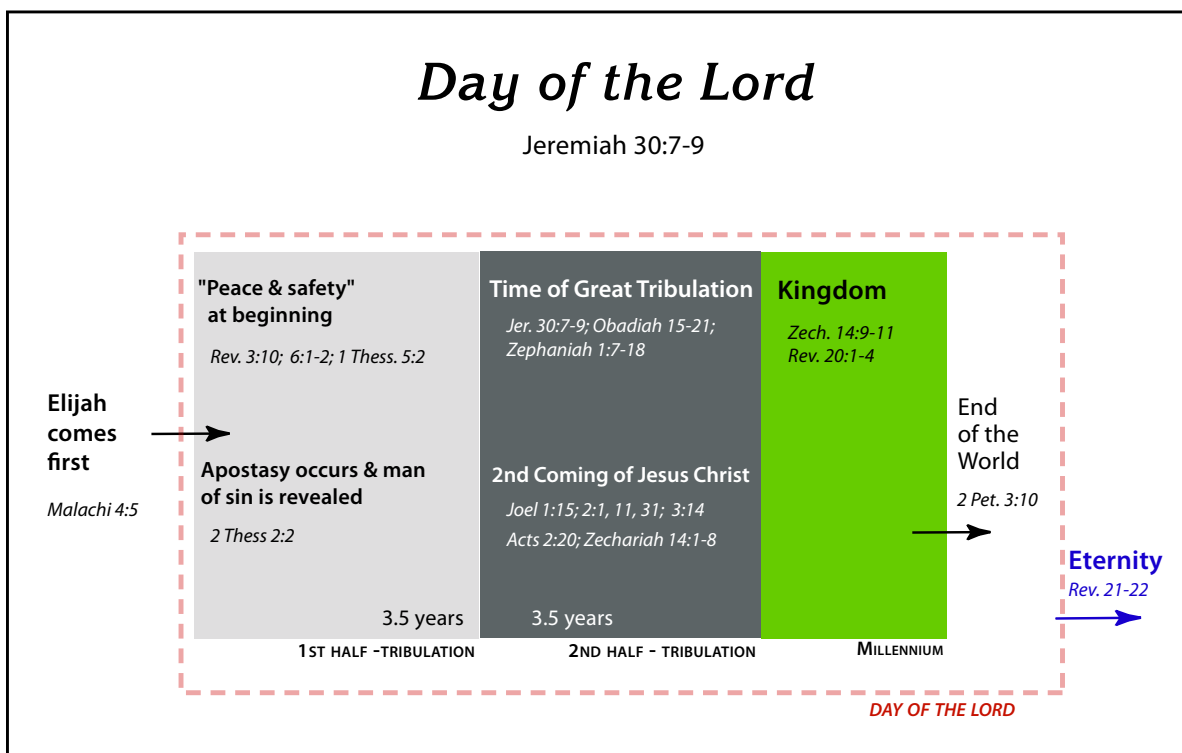 Day of the Lord
Jeremiah 30:7-9
Elijah
comes
first
Malachi 4:5
"Peace & safety"
at beginning
Rev. 3:10; 6:1-2; 1 Thess. 5:2
Apostasy occurs & man
of sin is revealed
2 Thess 2:2
3.5 years
1ST HALF -TRIBULATION
Time of Great Tribulation
Jer. 30:7-9; Obadiah 15-21;
Zephaniah 1:7-18
2nd Coming of Jesus Christ
Joel 1:15; 2:1, 11, 31; 3:14
Acts 2:20; Zechariah 14:1-8
3.5 years
2ND HALF - TRIBULATION
Kingdom
Zech. 14:9-11
Rev. 20:1-4
MILLENNIUM
End
of the
World
2 Pet. 3:10
Eternity
Rev. 21-22
DAY OF THE LORD